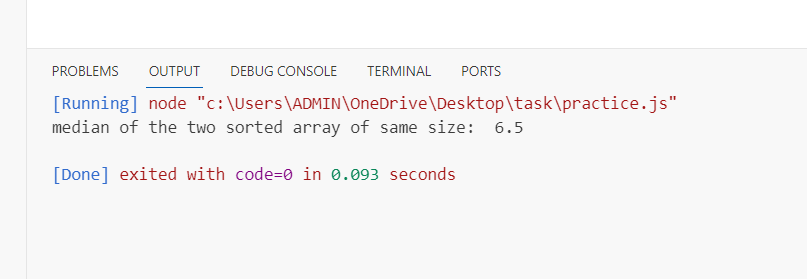 PROBLEMS OUTPUT DEBUG CONSOLE TERMINAL PORTS
[Running] node "c:\Users\ADMIN\OneDrive\Desktop\task\practice.js"
median of the two sorted array of same size:  6.5
[Done] exited with code=0 in 0.093 seconds